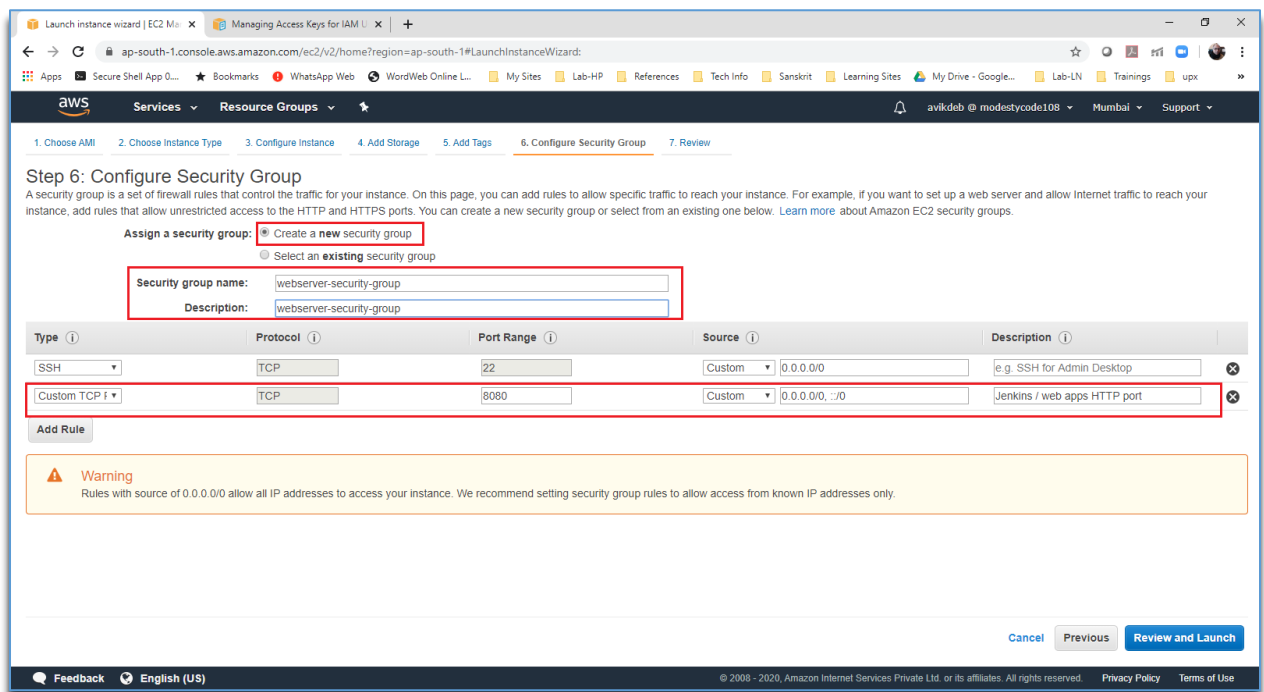 Launch instance wizard | EC2 Ma
Managing Access Keys for IAM U
ap-south-1.console.aws.amazon.com/ec2/v2/home?region=ap-south-1#LaunchInstanceWizard:
Apps Secure Shell App 0.... Bookmarks WhatsApp Web WordWeb Online L... My Sites Lab-HP References Tech Info Sanskrit Learning Sites My Drive - Google... Lab-LN Trainings upx »
aws Services Resource Groups avikdeb @ modestycode108 Mumbai Support
1. Choose AMI 2. Choose Instance Type 3. Configure Instance 4. Add Storage 5. Add Tags 6. Configure Security Group 7. Review
Step 6: Configure Security Group
A security group is a set of firewall rules that control the traffic for your instance. On this page, you can add rules to allow specific traffic to reach your instance. For example, if you want to set up a web server and allow Internet traffic to reach your
instance, add rules that allow unrestricted access to the HTTP and HTTPS ports. You can create a new security group or select from an existing one below. Learn more about Amazon EC2 security groups.
Assign a security group: Create a new security group
Select an existing security group
Security group name: webserver-security-group
Description: webserver-security-group
Type i Protocol i Port Range i Source i Description i
SSH TCP 22 Custom 0.0.0.0/0 e.g. SSH for Admin Desktop
Custom TCP F TCP 8080 Custom 0.0.0.0/0, ::/0 Jenkins / web apps HTTP port
Add Rule
Warning
Rules with source of 0.0.0.0/0 allow all IP addresses to access your instance. We recommend setting security group rules to allow access from known IP addresses only.
Cancel Previous Review and Launch
Feedback English (US) © 2008 - 2020, Amazon Internet Services Private Ltd. or its affiliates. All rights reserved. Privacy Policy Terms of Use